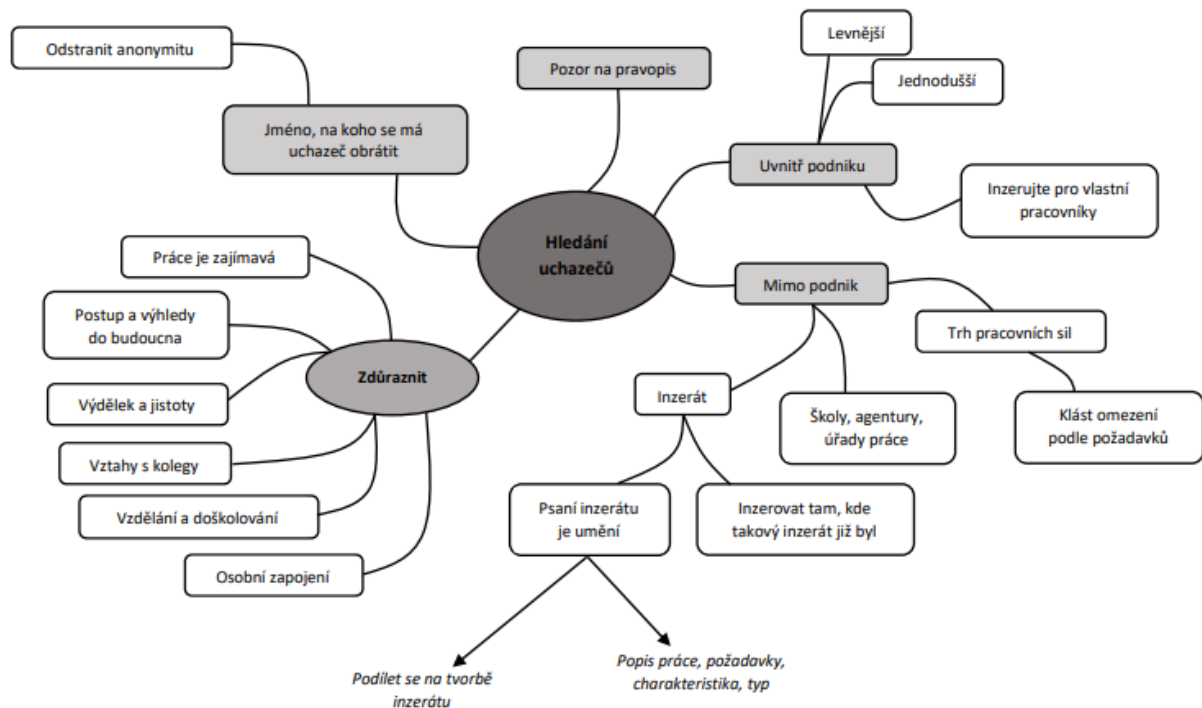 Odstranit anonymitu
Jméno, na koho se má
uchazeč obrátit
Pozor na pravopis
Levnější
Jednodušší
Uvnitř podniku
Inzerujte pro vlastní
pracovníky
Hledání
uchazečů
Mimo podnik
Trh pracovních sil
Klást omezení
podle požadavků
Školy, agentury,
úřady práce
Inzerát
Psaní inzerátu
je umění
Inzerovat tam, kde
takový inzerát již byl
Podílet se na tvorbě
inzerátu
Popis práce, požadavky,
charakteristika, typ
Zdůraznit
Práce je zajímavá
Postup a výhledy
do budoucna
Výdělek a jistoty
Vztahy s kolegy
Vzdělání a doškolování
Osobní zapojení